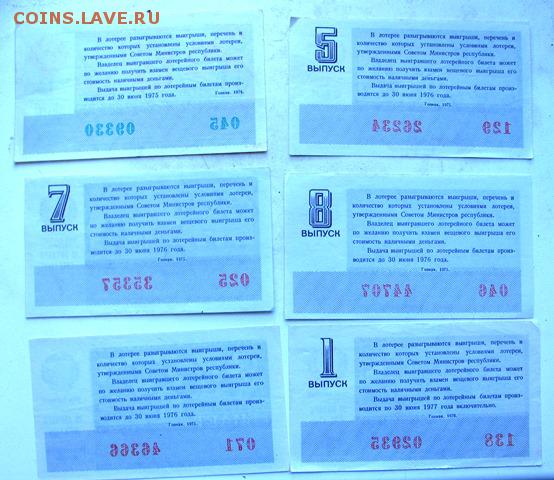 COINS.LAVE.RU
В лотерее разыгрываются выигрыши, перечень и
количество которых установлены условиями лотереи,
утвержденными Советом Министров республики.
Владелец выигравшего лотерейного билета может
по желанию получить взамен вещевого выигрыша его
стоимость наличными деньгами.
Выдача выигрышей по лотерейным билетам произ-
водится до 30 июня 1975 года.
Гознак. 1974.
09330 045
5
ВЫПУСК
В лотерее разыгрываются выигрыши, перечень и
количество которых установлены условиями лотереи,
утвержденными Советом Министров республики.
Владелец выигравшего лотерейного билета может
по желанию получить взамен вещевого выигрыша его
стоимость наличными деньгами.
Выдача выигрышей по лотерейным билетам произ-
водится до 30 июня 1976 года.
Гознак. 1975.
26234 129
7
ВЫПУСК
В лотерее разыгрываются выигрыши, перечень и
количество которых установлены условиями лотереи,
утвержденными Советом Министров республики.
Владелец выигравшего лотерейного билета может
по желанию получить взамен вещевого выигрыша его
стоимость наличными деньгами.
Выдача выигрышей по лотерейным билетам произ-
водится до 30 июня 1976 года.
Гознак. 1975.
35357 025
8
ВЫПУСК
В лотерее разыгрываются выигрыши, перечень и
количество которых установлены условиями лотереи,
утвержденными Советом Министров республики.
Владелец выигравшего лотерейного билета может
по желанию получить взамен вещевого выигрыша его
стоимость наличными деньгами.
Выдача выигрышей по лотерейным билетам произ-
водится до 30 июня 1976 года.
Гознак. 1975.
44707 046
В лотерее разыгрываются выигрыши, перечень и
количество которых установлены условиями лотереи,
утвержденными Советом Министров республики.
Владелец выигравшего лотерейного билета может
по желанию получить взамен вещевого выигрыша его
стоимость наличными деньгами.
Выдача выигрышей по лотерейным билетам произ-
водится до 30 июня 1976 года.
Гознак. 1975.
46366 071
1
ВЫПУСК
В лотерее разыгрываются выигрыши, перечень и
количество которых установлены условиями лотереи,
утвержденными Советом Министров республики.
Владелец выигравшего лотерейного билета может
по желанию получить взамен вещевого выигрыша его
стоимость наличными деньгами.
Выдача выигрышей по лотерейным билетам произ-
водится до 30 июня 1977 года включительно.
Гознак. 1976.
02935 138